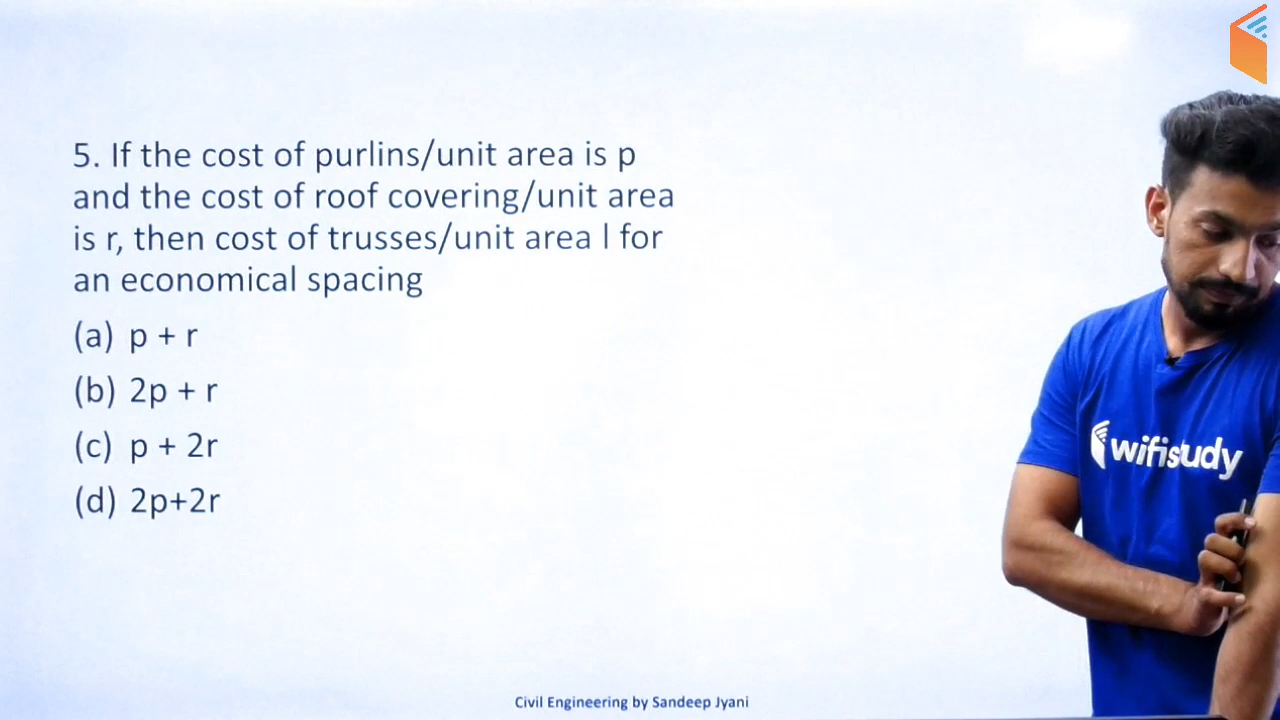 5. If the cost of purlins/unit area is p
and the cost of roof covering/unit area
is r, then cost of trusses/unit area l for
an economical spacing
(a) p + r
(b) 2p + r
(c) p + 2r
(d) 2p+2r
wifistudy
Civil Engineering by Sandeep Jyani